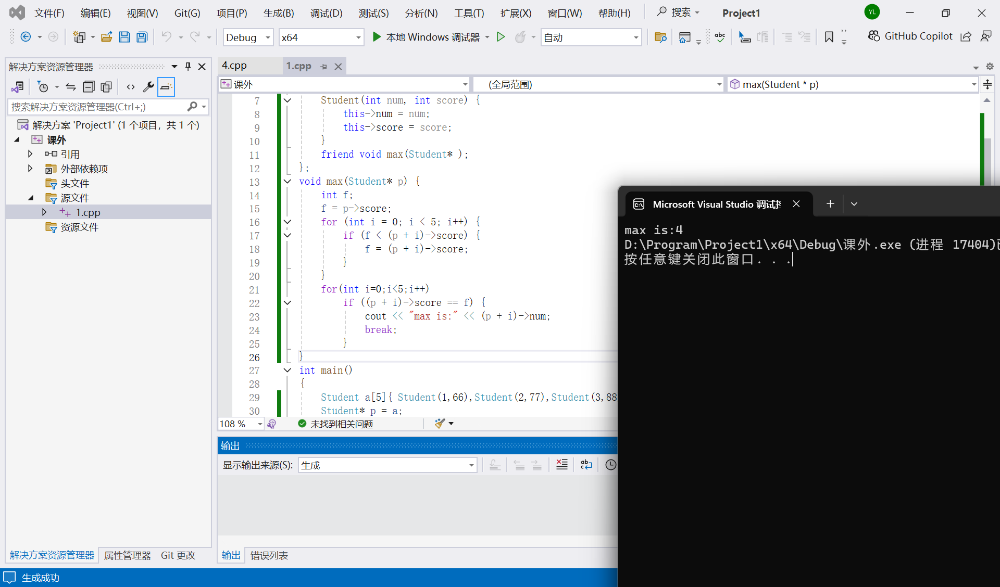 文件(F) 编辑(E) 视图(V) Git(G) 项目(P) 生成(B) 调试(D) 测试(S) 分析(N) 工具(T) 扩展(X) 窗口(W) 帮助(H) 搜索 Project1 YL
Debug x64 本地 Windows 调试器 自动 abc GitHub Copilot
解决方案资源管理器
搜索解决方案资源管理器(Ctrl+;)
解决方案 'Project1' (1 个项目，共 1 个)
课外
引用
外部依赖项
头文件
源文件
1.cpp
资源文件
解决方案资源管理器 属性管理器 Git 更改
4.cpp 1.cpp
课外 (全局范围) max(Student * p)
7 Student(int num, int score) {
8 this->num = num;
9 this->score = score;
10 }
11 friend void max(Student* );
12 };
13 void max(Student* p) {
14 int f;
15 f = p->score;
16 for (int i = 0; i < 5; i++) {
17 if (f < (p + i)->score) {
18 f = (p + i)->score;
19 }
20 }
21 for(int i=0;i<5;i++)
22 if ((p + i)->score == f) {
23 cout << "max is:" << (p + i)->num;
24 break;
25 }
26 }
27 int main()
28 {
29 Student a[5]{ Student(1,66),Student(2,77),Student(3,88
30 Student* p = a;
108 % 未找到相关问题
输出
显示输出来源(S): 生成
输出 错误列表
Microsoft Visual Studio 调试
max is:4
D:\Program\Project1\x64\Debug\课外.exe (进程 17404)
按任意键关闭此窗口. . .
生成成功